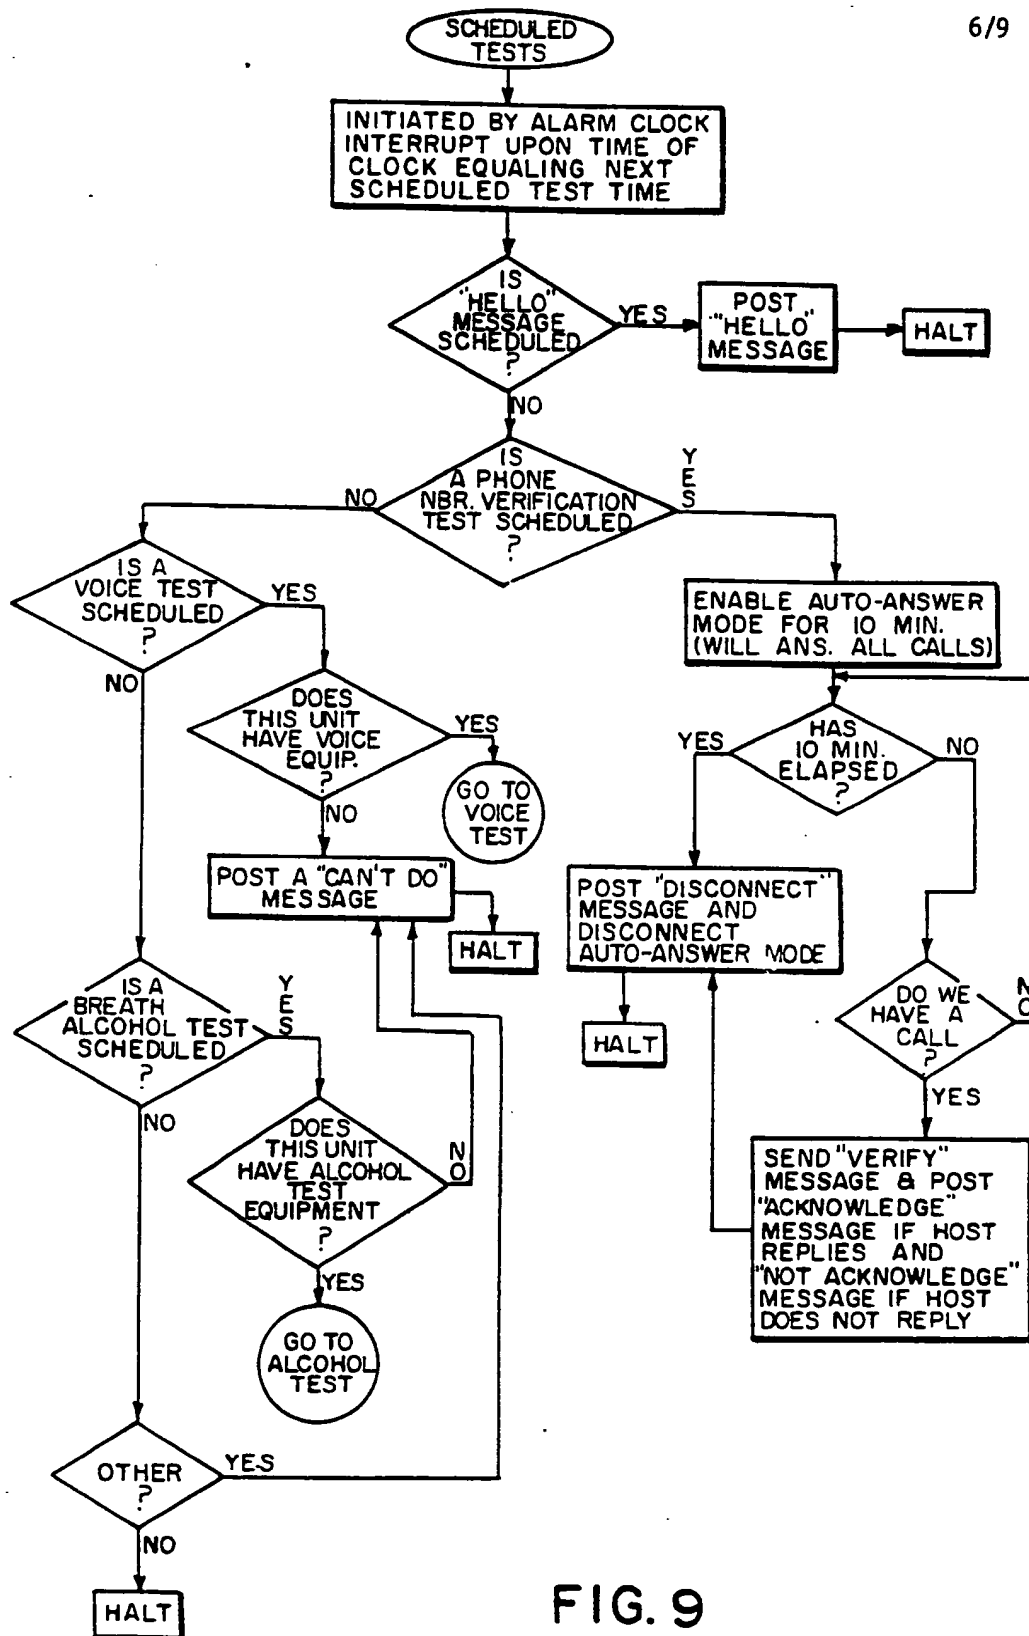 6/9
SCHEDULED
TESTS
INITIATED BY ALARM CLOCK
INTERRUPT UPON TIME OF
CLOCK EQUALING NEXT
SCHEDULED TEST TIME
IS
"HELLO"
MESSAGE
SCHEDULED
?
YES
POST
"HELLO"
MESSAGE
HALT
NO
IS
A PHONE
NBR. VERIFICATION
TEST SCHEDULED
?
NO
YES
IS A
VOICE TEST
SCHEDULED
?
YES
NO
ENABLE AUTO-ANSWER
MODE FOR 10 MIN.
(WILL ANS. ALL CALLS)
DOES
THIS UNIT
HAVE VOICE
EQUIP.
?
YES
NO
GO TO
VOICE
TEST
HAS
10 MIN.
ELAPSED
?
YES
NO
POST A "CAN'T DO"
MESSAGE
HALT
POST "DISCONNECT"
MESSAGE AND
DISCONNECT
AUTO-ANSWER MODE
HALT
DO WE
HAVE A
CALL
?
NO
YES
IS A
BREATH
ALCOHOL TEST
SCHEDULED
?
YES
NO
DOES
THIS UNIT
HAVE ALCOHOL
TEST
EQUIPMENT
?
NO
YES
SEND "VERIFY"
MESSAGE & POST
"ACKNOWLEDGE"
MESSAGE IF HOST
REPLIES AND
"NOT ACKNOWLEDGE"
MESSAGE IF HOST
DOES NOT REPLY
GO TO
ALCOHOL
TEST
OTHER
?
YES
NO
HALT
FIG. 9